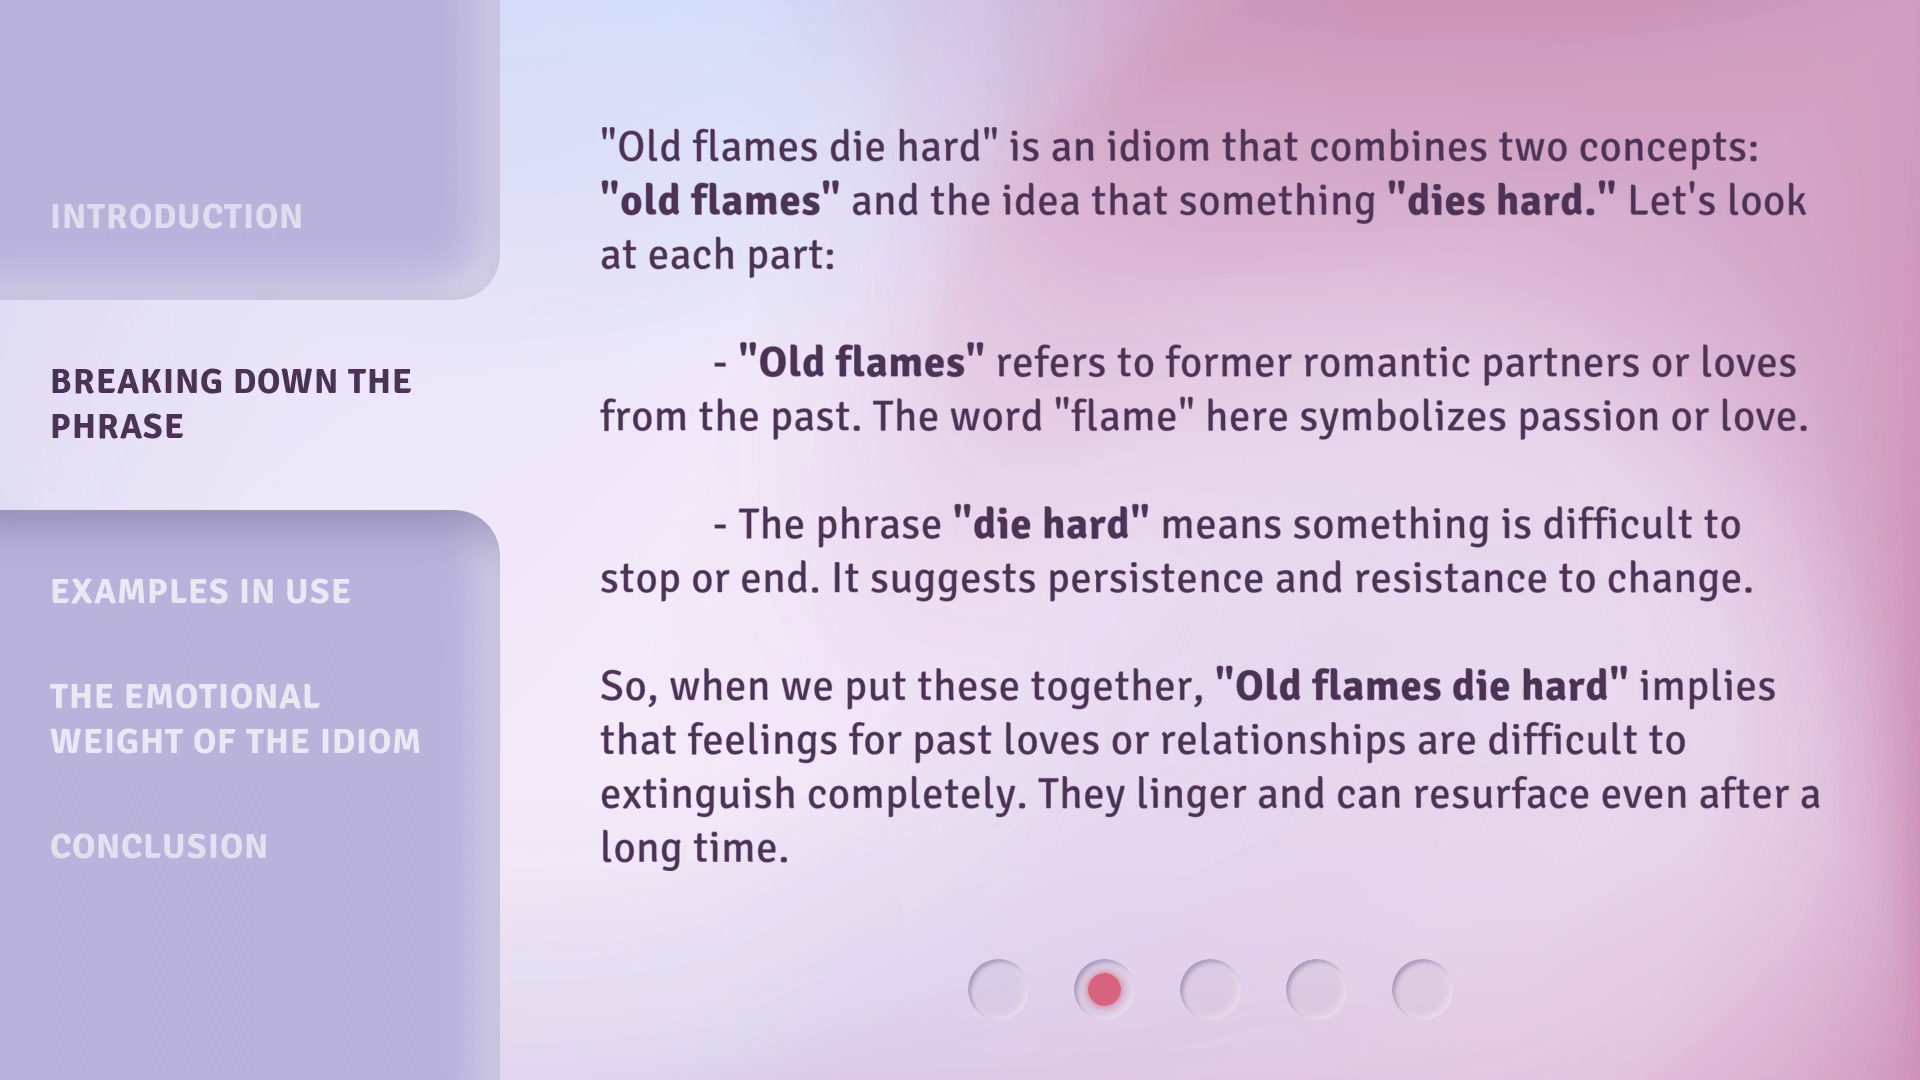 INTRODUCTION
BREAKING DOWN THE
PHRASE
EXAMPLES IN USE
THE EMOTIONAL
WEIGHT OF THE IDIOM
CONCLUSION
"Old flames die hard" is an idiom that combines two concepts:
"old flames" and the idea that something "dies hard." Let's look
at each part:
- "Old flames" refers to former romantic partners or loves
from the past. The word "flame" here symbolizes passion or love.
- The phrase "die hard" means something is difficult to
stop or end. It suggests persistence and resistance to change.
So, when we put these together, "Old flames die hard" implies
that feelings for past loves or relationships are difficult to
extinguish completely. They linger and can resurface even after a
long time.